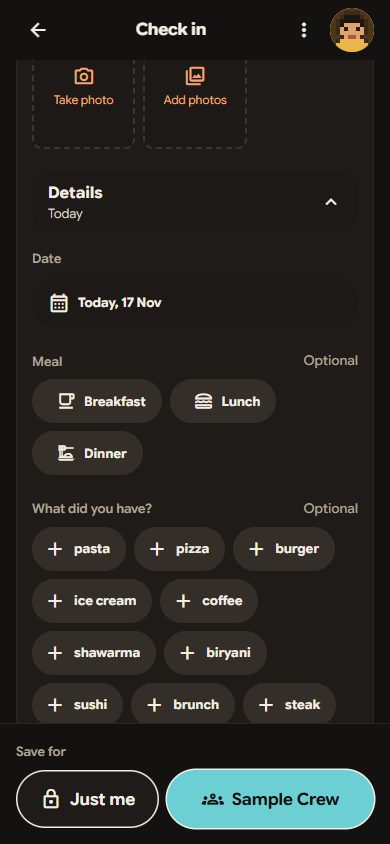 Check in
Take photo
Add photos
Details
Today
Date
Today, 17 Nov
Meal
Optional
Breakfast
Lunch
Dinner
What did you have?
Optional
pasta
pizza
burger
ice cream
coffee
shawarma
biryani
sushi
brunch
steak
Save for
Just me
Sample Crew